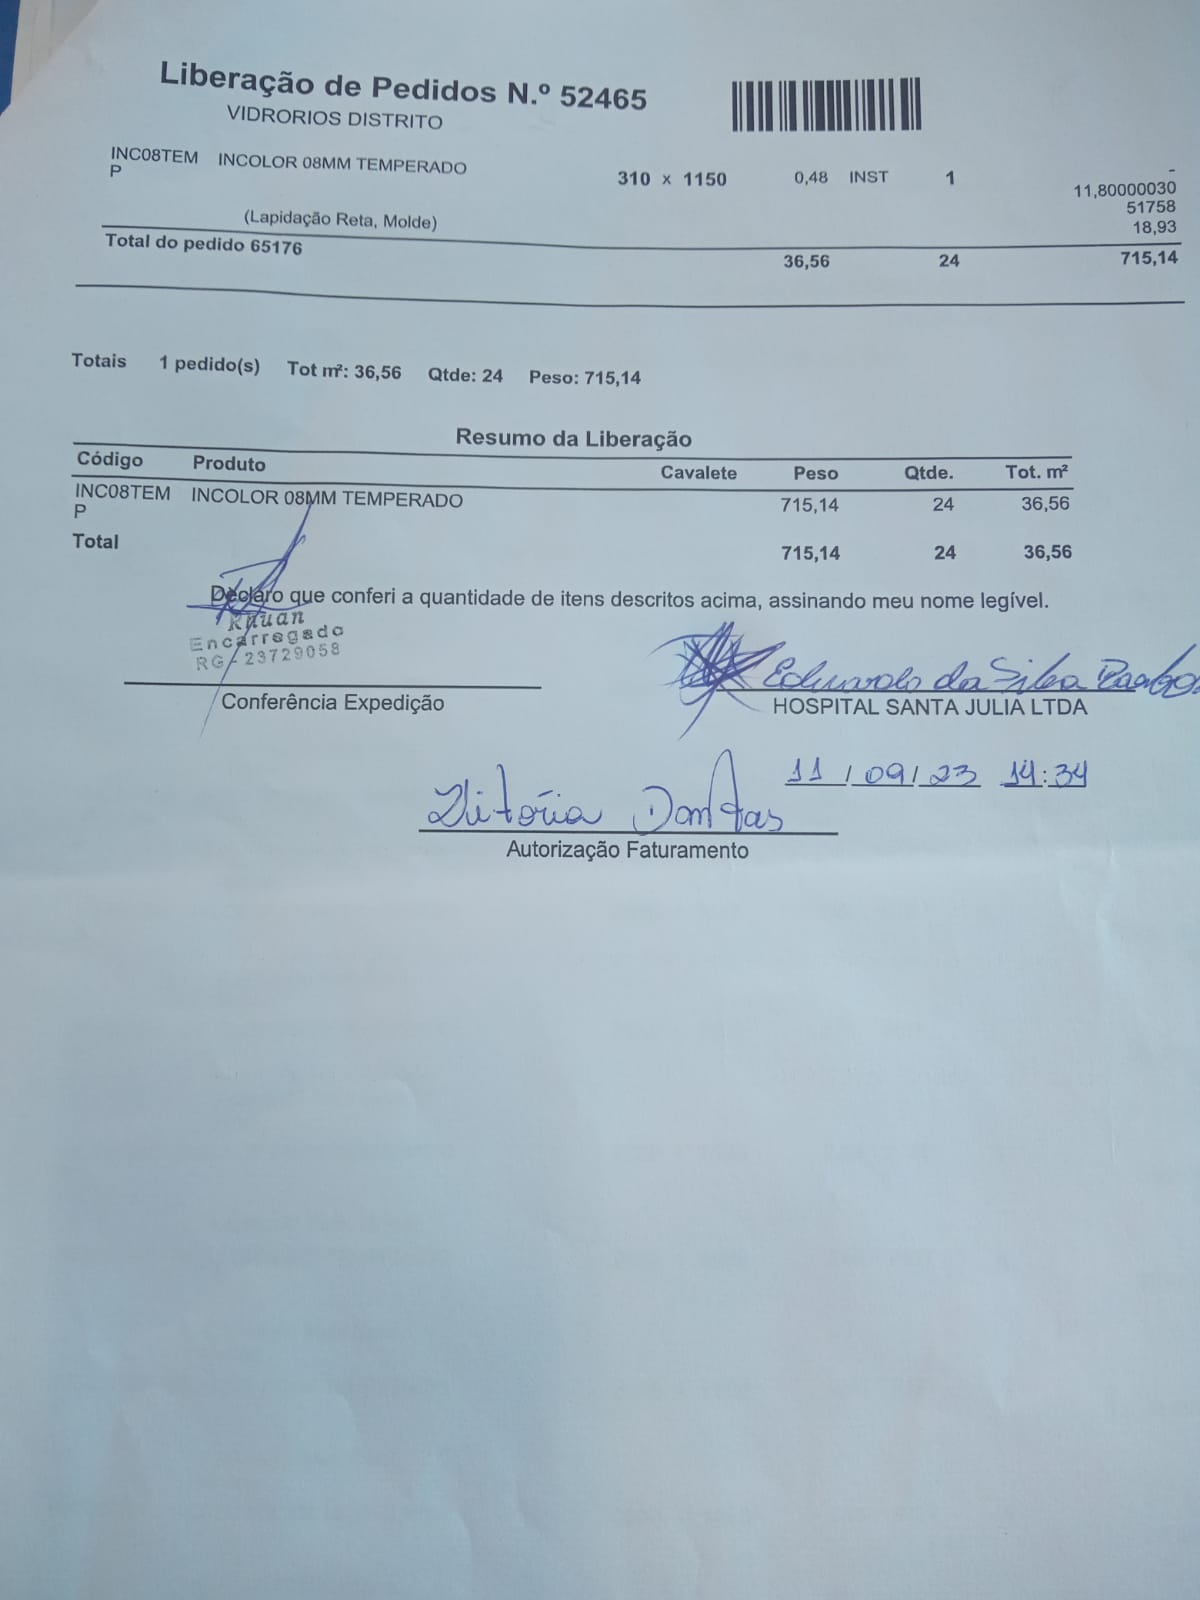 Liberação de Pedidos N.º 52465
VIDRORIOS DISTRITO
INC08TEM INCOLOR 08MM TEMPERADO 310 x 1150 0,48 INST 1 -
P 11,80000030
51758
(Lapidação Reta, Molde) 18,93
Total do pedido 65176 36,56 24 715,14
Totais 1 pedido(s) Tot m²: 36,56 Qtde: 24 Peso: 715,14
Resumo da Liberação
Código Produto Cavalete Peso Qtde. Tot. m²
INC08TEM INCOLOR 08MM TEMPERADO 715,14 24 36,56
P
Total 715,14 24 36,56
Declaro que conferi a quantidade de itens descritos acima, assinando meu nome legível.
Encarregado
RG - 23729058
Eduardo da Silva
Conferência Expedição HOSPITAL SANTA JULIA LTDA
11/09/23 14:34
Vitória Dantas
Autorização Faturamento